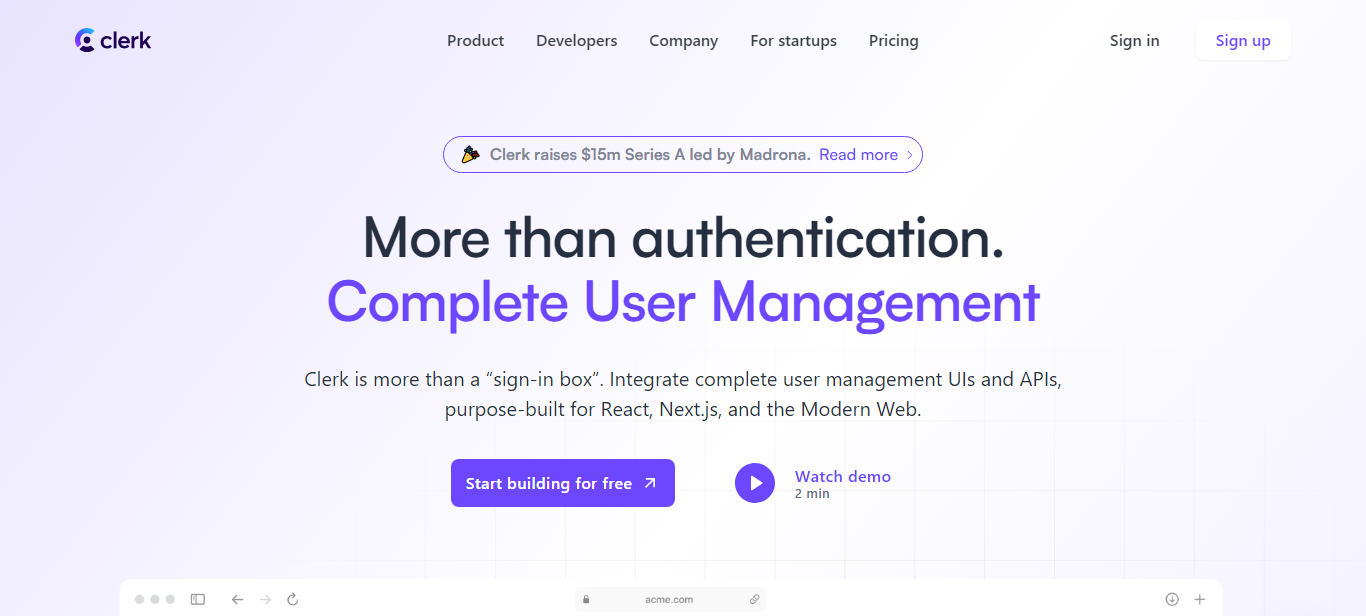 clerk
Product Developers Company For startups Pricing
Sign in Sign up
Clerk raises $15m Series A led by Madrona. Read more
More than authentication.
Complete User Management
Clerk is more than a “sign-in box”. Integrate complete user management UIs and APIs,
purpose-built for React, Next.js, and the Modern Web.
Start building for free
Watch demo
2 min
acme.com